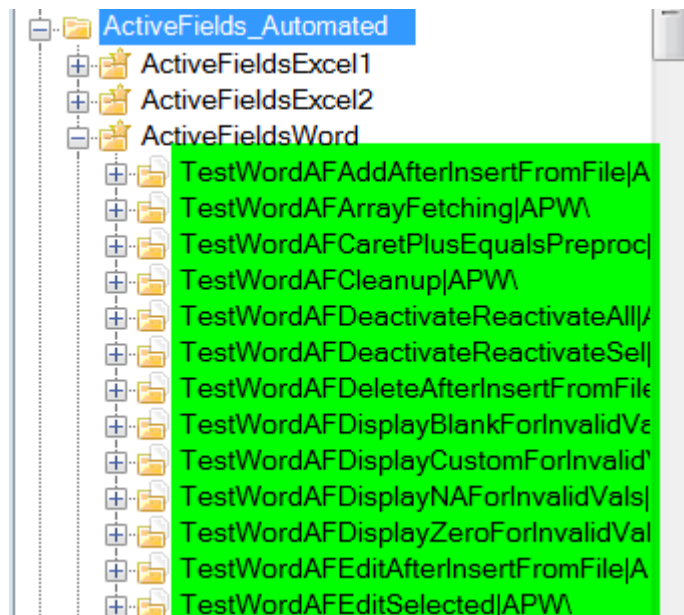 ActiveFields_Automated
ActiveFieldsExcel1
ActiveFieldsExcel2
ActiveFieldsWord
TestWordAFAddAfterInsertFromFile|A
TestWordAFArrayFetching|APW\
TestWordAFCaretPlusEqualsPreproc|
TestWordAFCleanup|APW\
TestWordAFDeactivateReactivateAll|A
TestWordAFDeactivateReactivateSel|
TestWordAFDeleteAfterInsertFromFile
TestWordAFDisplayBlankForInvalidVa
TestWordAFDisplayCustomForInvalid
TestWordAFDisplayNAForInvalidVals|
TestWordAFDisplayZeroForInvalidVal
TestWordAFEditAfterInsertFromFile|A
TestWordAFEditSelected|APW\